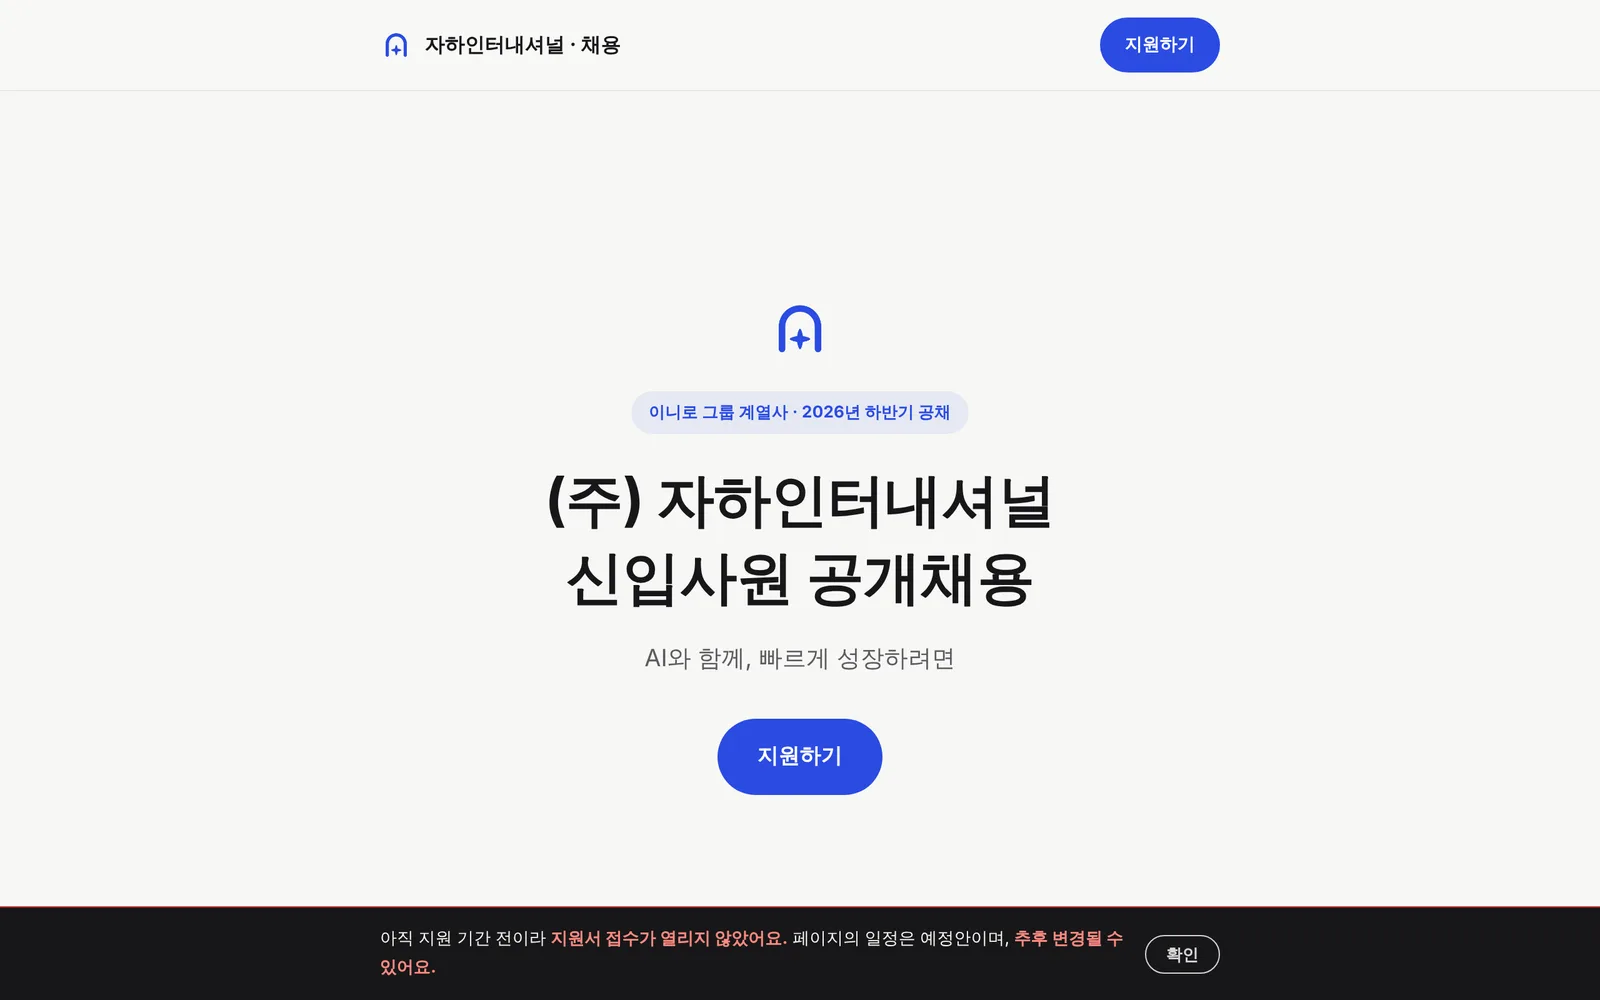 자하인터내셔널 · 채용
지원하기
이니로 그룹 계열사 · 2026년 하반기 공채
(주) 자하인터내셔널
신입사원 공개채용
AI와 함께, 빠르게 성장하려면
지원하기
아직 지원 기간 전이라 지원서 접수가 열리지 않았어요. 페이지의 일정은 예정안이며, 추후 변경될 수
있어요.
확인